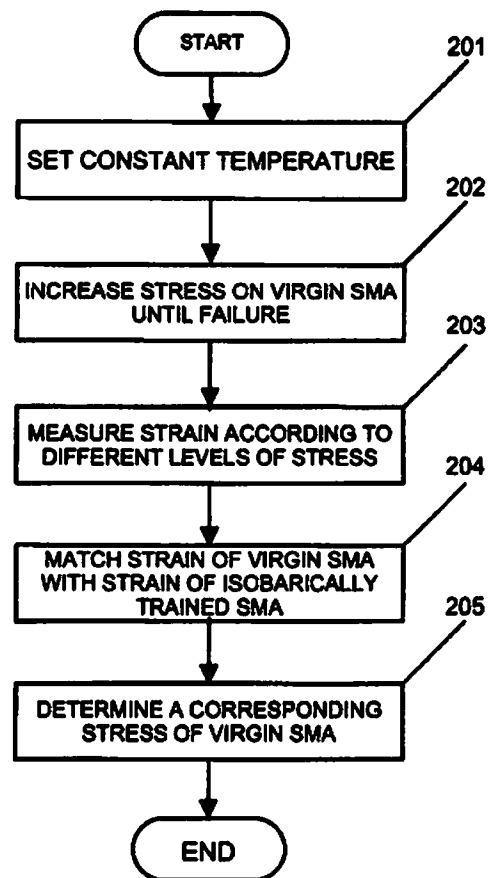 START
201
SET CONSTANT TEMPERATURE
202
INCREASE STRESS ON VIRGIN SMA
UNTIL FAILURE
203
MEASURE STRAIN ACCORDING TO
DIFFERENT LEVELS OF STRESS
204
MATCH STRAIN OF VIRGIN SMA
WITH STRAIN OF ISOBARICALLY
TRAINED SMA
205
DETERMINE A CORRESPONDING
STRESS OF VIRGIN SMA
END